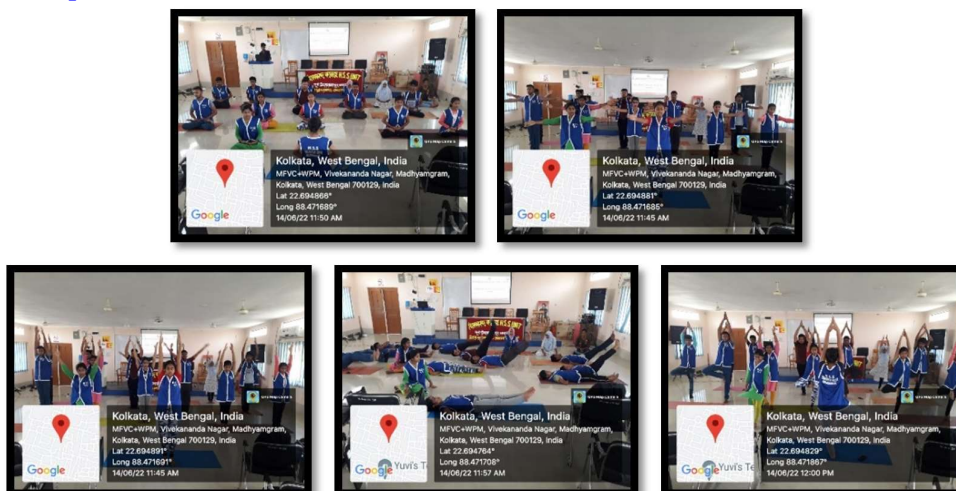 Kolkata, West Bengal, India
MFVC+WPM, Vivekananda Nagar, Madhyamgram,
Kolkata, West Bengal 700129, India
Lat 22.694868°
Long 88.471689°
14/06/22 11:50 AM
Google
Kolkata, West Bengal, India
MFVC+WPM, Vivekananda Nagar, Madhyamgram,
Kolkata, West Bengal 700129, India
Lat 22.694881°
Long 88.471685°
14/06/22 11:45 AM
Google
Kolkata, West Bengal, India
MFVC+WPM, Vivekananda Nagar, Madhyamgram,
Kolkata, West Bengal 700129, India
Lat 22.694891°
Long 88.471691°
14/06/22 11:45 AM
Google
Kolkata, West Bengal, India
MFVC+WPM, Vivekananda Nagar, Madhyamgram,
Kolkata, West Bengal 700129, India
Lat 22.694764°
Long 88.471708°
14/06/22 11:57 AM
Google Yuvi's
Kolkata, West Bengal, India
MFVC+WPM, Vivekananda Nagar, Madhyamgram,
Kolkata, West Bengal 700129, India
Lat 22.694829°
Long 88.471867°
14/06/22 12:00 PM
Google Yuvi's Te